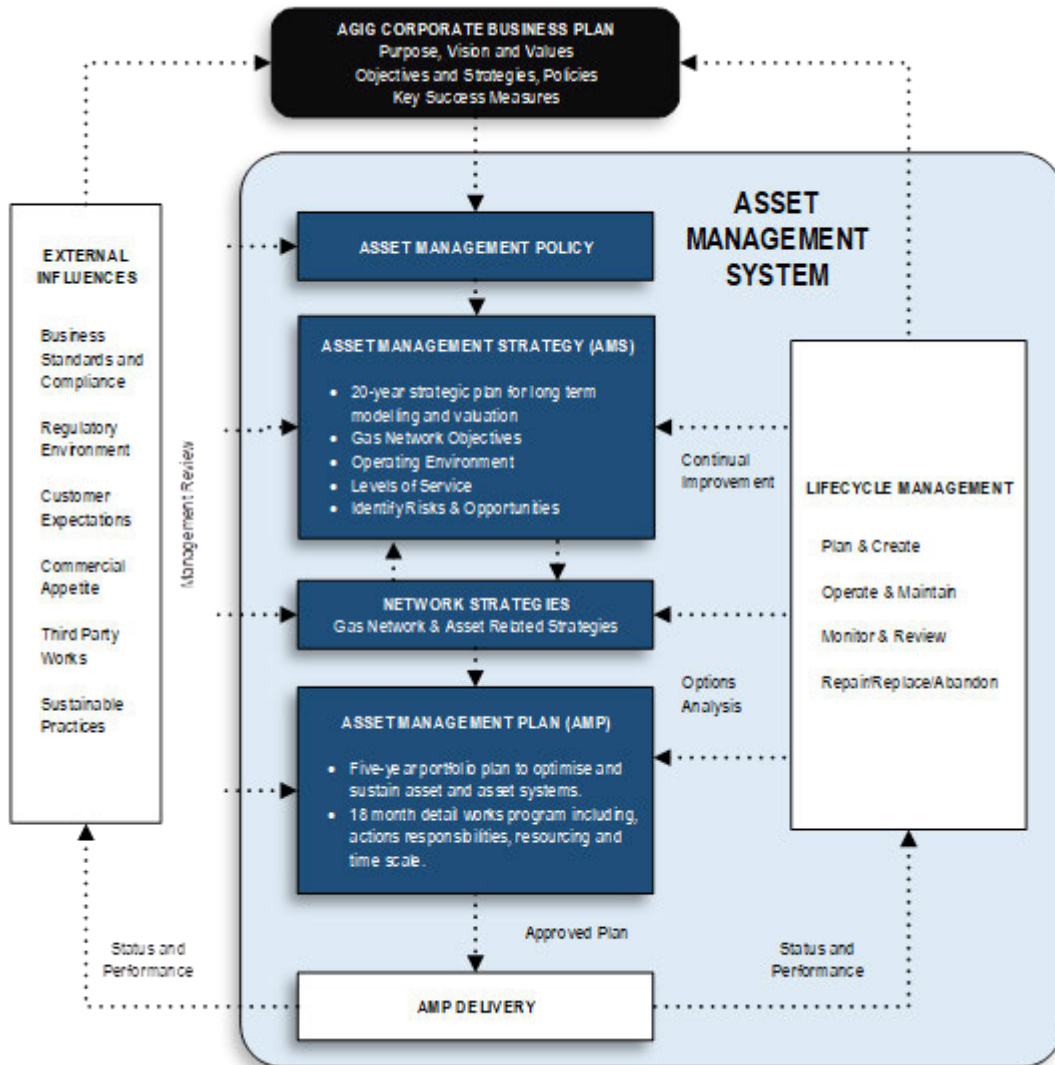 AGIG CORPORATE BUSINESS PLAN
Purpose, Vision and Values
Objectives and Strategies, Policies
Key Success Measures
ASSET
MANAGEMENT
SYSTEM
EXTERNAL
INFLUENCES
Business
Standards and
Compliance
Regulatory
Environment
Customer
Expectations
Commercial
Appetite
Third Party
Works
Sustainable
Practices
Management Review
ASSET MANAGEMENT POLICY
ASSET MANAGEMENT STRATEGY (AMS)
• 20-year strategic plan for long term
modelling and valuation
• Gas Network Objectives
• Operating Environment
• Levels of Service
• Identify Risks & Opportunities
Continual
Improvement
NETWORK STRATEGIES
Gas Network & Asset Related Strategies
Options
Analysis
ASSET MANAGEMENT PLAN (AMP)
• Five-year portfolio plan to optimise and
sustain asset and asset systems.
• 18 month detail works program including,
actions responsibilities, resourcing and
time scale.
LIFECYCLE MANAGEMENT
Plan & Create
Operate & Maintain
Monitor & Review
Repair/Replace/Abandon
Approved Plan
Status and
Performance
AMP DELIVERY
Status and
Performance